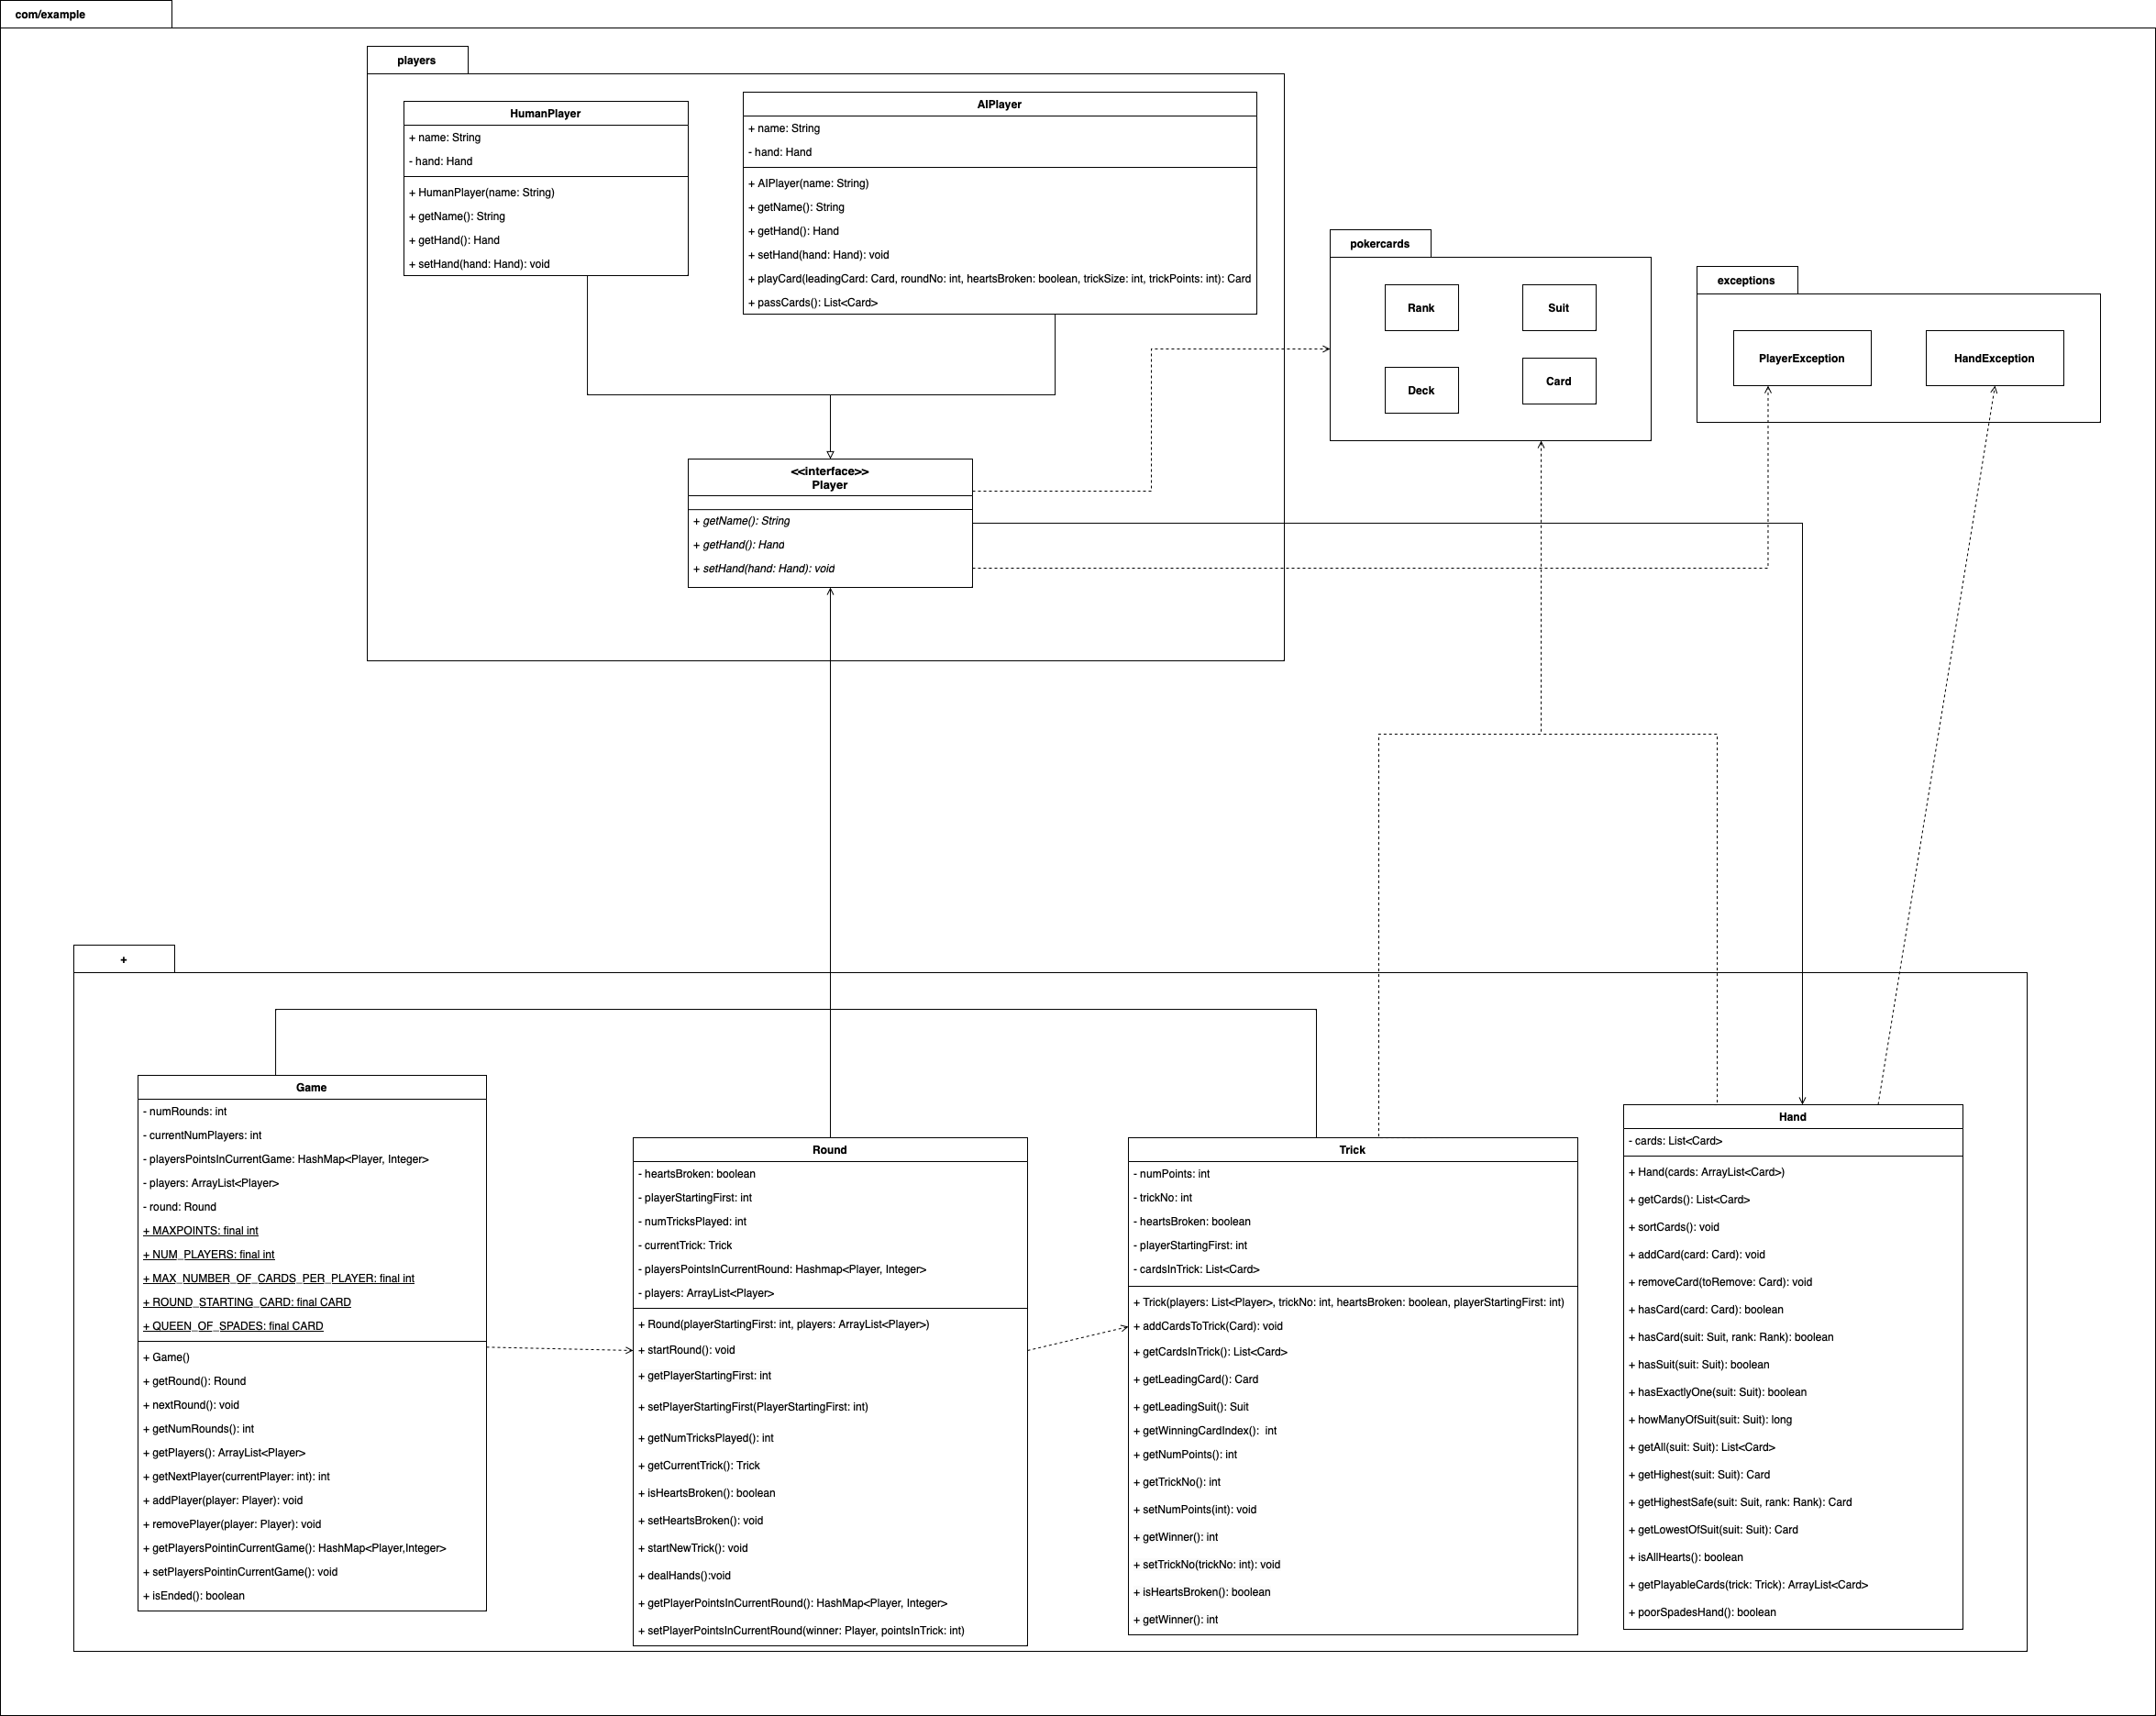 com/example
players
HumanPlayer
+ name: String
- hand: Hand
+ HumanPlayer(name: String)
+ getName(): String
+ getHand(): Hand
+ setHand(hand: Hand): void
AIPlayer
+ name: String
- hand: Hand
+ AIPlayer(name: String)
+ getName(): String
+ getHand(): Hand
+ setHand(hand: Hand): void
+ playCard(leadingCard: Card, roundNo: int, heartsBroken: boolean, trickSize: int, trickPoints: int): Card
+ passCards(): List<Card>
<<interface>>
Player
+ getName(): String
+ getHand(): Hand
+ setHand(hand: Hand): void
pokercards
Rank
Suit
Deck
Card
exceptions
PlayerException
HandException
+
Game
- numRounds: int
- currentNumPlayers: int
- playersPointsInCurrentGame: HashMap<Player, Integer>
- players: ArrayList<Player>
- round: Round
+ MAXPOINTS: final int
+ NUM_PLAYERS: final int
+ MAX_NUMBER_OF_CARDS_PER_PLAYER: final int
+ ROUND_STARTING_CARD: final CARD
+ QUEEN_OF_SPADES: final CARD
+ Game()
+ getRound(): Round
+ nextRound(): void
+ getNumRounds(): int
+ getPlayers(): ArrayList<Player>
+ getNextPlayer(currentPlayer: int): int
+ addPlayer(player: Player): void
+ removePlayer(player: Player): void
+ getPlayersPointinCurrentGame(): HashMap<Player,Integer>
+ setPlayersPointinCurrentGame(): void
+ isEnded(): boolean
Round
- heartsBroken: boolean
- playerStartingFirst: int
- numTricksPlayed: int
- currentTrick: Trick
- playersPointsInCurrentRound: Hashmap<Player, Integer>
- players: ArrayList<Player>
+ Round(playerStartingFirst: int, players: ArrayList<Player>)
+ startRound(): void
+ getPlayerStartingFirst: int
+ setPlayerStartingFirst(PlayerStartingFirst: int)
+ getNumTricksPlayed(): int
+ getCurrentTrick(): Trick
+ isHeartsBroken(): boolean
+ setHeartsBroken(): void
+ startNewTrick(): void
+ dealHands():void
+ getPlayerPointsInCurrentRound(): HashMap<Player, Integer>
+ setPlayerPointsInCurrentRound(winner: Player, pointsInTrick: int)
Trick
- numPoints: int
- trickNo: int
- heartsBroken: boolean
- playerStartingFirst: int
- cardsInTrick: List<Card>
+ Trick(players: List<Player>, trickNo: int, heartsBroken: boolean, playerStartingFirst: int)
+ addCardsToTrick(Card): void
+ getCardsInTrick(): List<Card>
+ getLeadingCard(): Card
+ getLeadingSuit(): Suit
+ getWinningCardIndex(): int
+ getNumPoints(): int
+ getTrickNo(): int
+ setNumPoints(int): void
+ getWinner(): int
+ setTrickNo(trickNo: int): void
+ isHeartsBroken(): boolean
+ getWinner(): int
Hand
- cards: List<Card>
+ Hand(cards: ArrayList<Card>)
+ getCards(): List<Card>
+ sortCards(): void
+ addCard(card: Card): void
+ removeCard(toRemove: Card): void
+ hasCard(card: Card): boolean
+ hasCard(suit: Suit, rank: Rank): boolean
+ hasSuit(suit: Suit): boolean
+ hasExactlyOne(suit: Suit): boolean
+ howManyOfSuit(suit: Suit): long
+ getAll(suit: Suit): List<Card>
+ getHighest(suit: Suit): Card
+ getHighestSafe(suit: Suit, rank: Rank): Card
+ getLowestOfSuit(suit: Suit): Card
+ isAllHearts(): boolean
+ getPlayableCards(trick: Trick): ArrayList<Card>
+ poorSpadesHand(): boolean